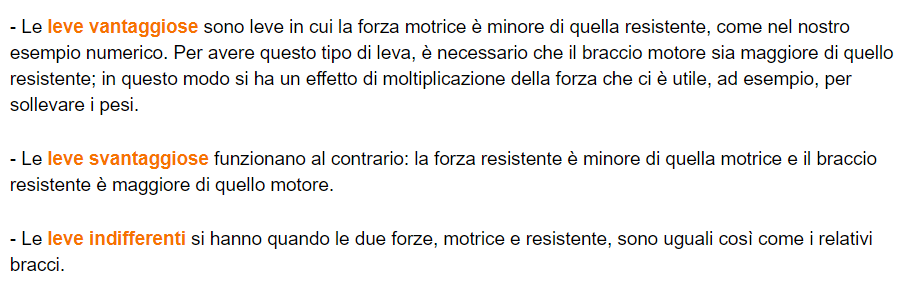 - Le leve vantaggiose sono leve in cui la forza motrice è minore di quella resistente, come nel nostro
esempio numerico. Per avere questo tipo di leva, è necessario che il braccio motore sia maggiore di quello
resistente; in questo modo si ha un effetto di moltiplicazione della forza che ci è utile, ad esempio, per
sollevare i pesi.
- Le leve svantaggiose funzionano al contrario: la forza resistente è minore di quella motrice e il braccio
resistente è maggiore di quello motore.
- Le leve indifferenti si hanno quando le due forze, motrice e resistente, sono uguali così come i relativi
bracci.